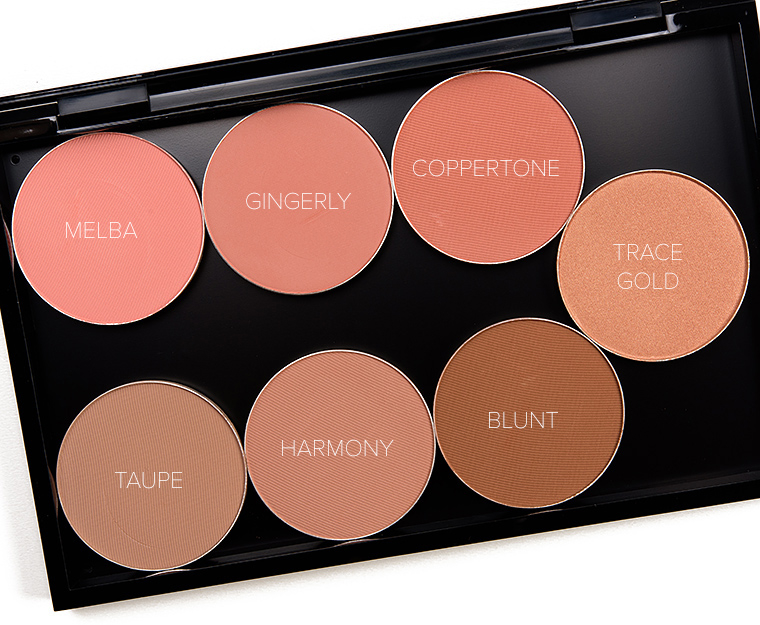 MELBA
GINGERLY
COPPERTONE
TRACE
GOLD
TAUPE
HARMONY
BLUNT